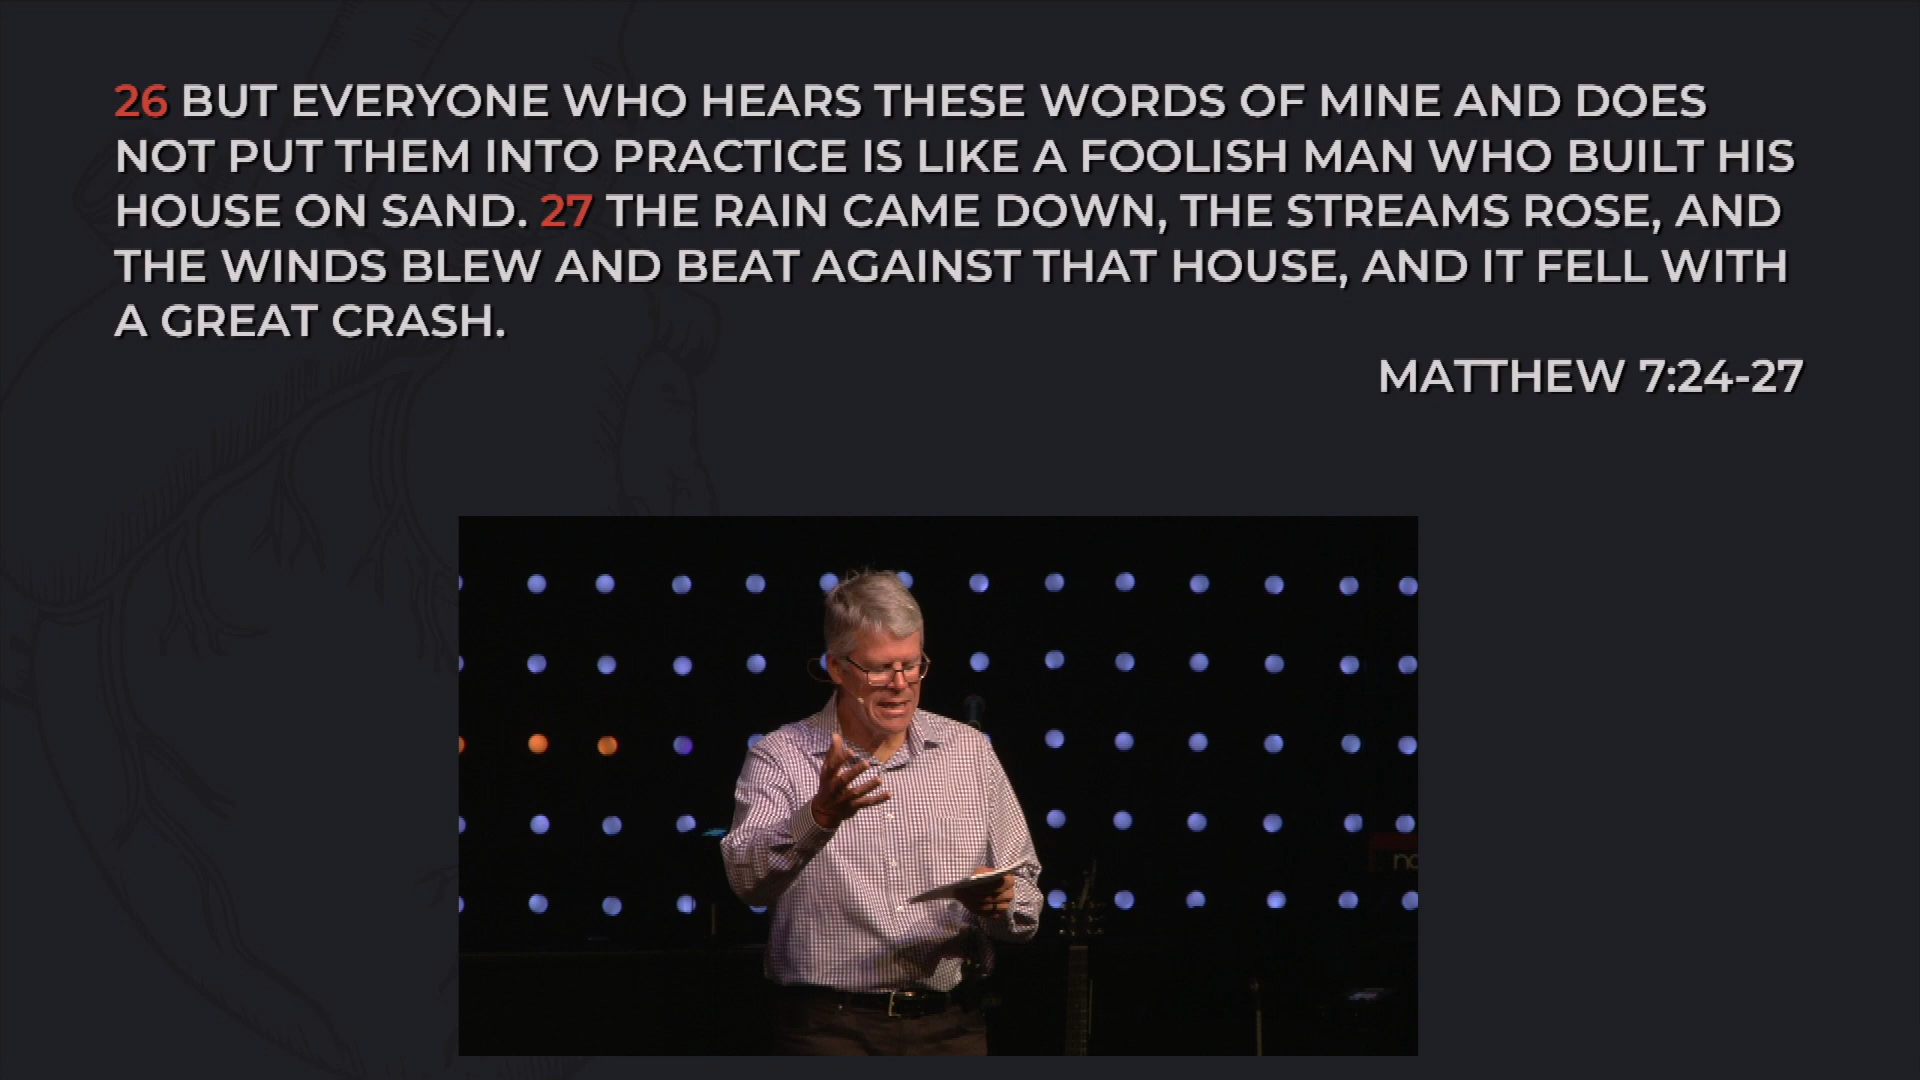 26 BUT EVERYONE WHO HEARS THESE WORDS OF MINE AND DOES
NOT PUT THEM INTO PRACTICE IS LIKE A FOOLISH MAN WHO BUILT HIS
HOUSE ON SAND. 27 THE RAIN CAME DOWN, THE STREAMS ROSE, AND
THE WINDS BLEW AND BEAT AGAINST THAT HOUSE, AND IT FELL WITH
A GREAT CRASH.
MATTHEW 7:24-27